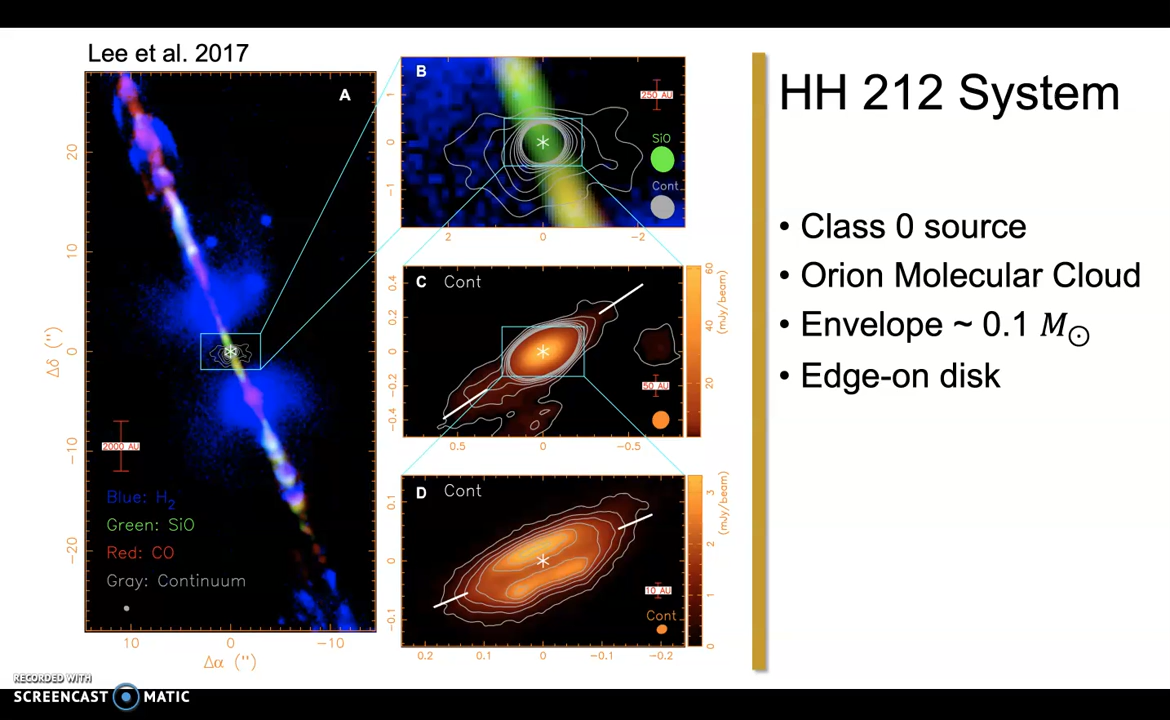 Lee et al. 2017
HH 212 System
• Class 0 source
• Orion Molecular Cloud
• Envelope ~ 0.1 M⊙
• Edge-on disk
A
20
10
0
-10
-20
Δδ (")
2000 AU
Blue: H2
Green: SiO
Red: CO
Gray: Continuum
10
0
-10
Δα (")
B
250 AU
SiO
Cont
1
0
-1
2
0
-2
C
Cont
50 AU
0.4
0.2
0
-0.2
-0.4
0.5
0
-0.5
60
40
20
(mJy/beam)
D
Cont
10 AU
Cont
0.1
0
-0.1
0.2
0.1
0
-0.1
-0.2
3
2
1
0
(mJy/beam)
RECORDED WITH
SCREENCAST MATIC